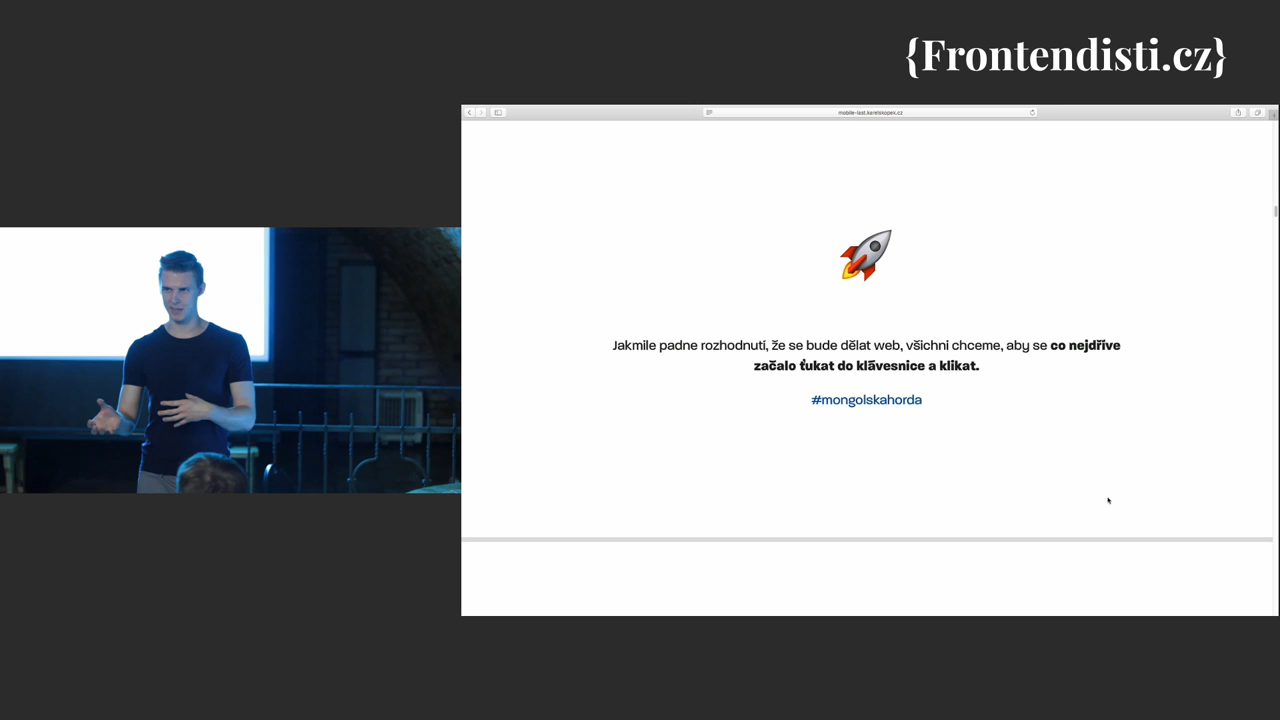 {Frontendisti.cz}
mobile-last.karelskopek.cz
Jakmile padne rozhodnutí, že se bude dělat web, všichni chceme, aby se co nejdříve
začalo ťukat do klávesnice a klikat.
#mongolskahorda